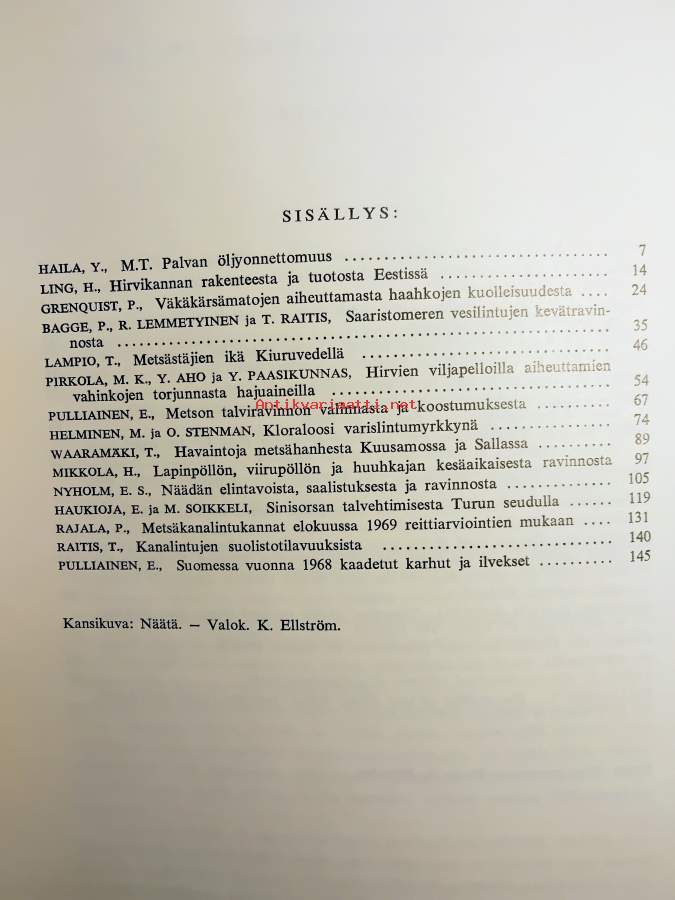 SISÄLLYS:
HAILA, Y., M.T. Palvan öljyonnettomuus .................................. 7
LING, H., Hirvikannan rakenteesta ja tuotosta Eestissä ...................... 14
GRENQUIST, P., Väkäkärsämatojen aiheuttamasta haahkojen kuolleisuudesta .... 24
BAGGE, P., R. LEMMETYINEN ja T. RAITIS, Saaristomeren vesilintujen kevätravin-
nosta .................................................................. 35
LAMPIO, T., Metsästäjien ikä Kiuruvedellä ................................ 46
PIRKOLA, M. K., Y. AHO ja Y. PAASIKUNNAS, Hirvien viljapelloilla aiheuttamien
vahinkojen torjunnasta hajuaineilla ...................................... 54
PULLIAINEN, E., Metson talviravinnon valinnasta ja koostumuksesta .......... 67
HELMINEN, M. ja O. STENMAN, Kloraloosi varislintumyrkkynä ................ 74
WAARAMÄKI, T., Havaintoja metsähanhesta Kuusamossa ja Sallassa .......... 89
MIKKOLA, H., Lapinpöllön, viirupöllön ja huuhkajan kesäaikaisesta ravinnosta 97
NYHOLM, E. S., Näädän elintavoista, saalistuksesta ja ravinnosta ............ 105
HAUKIOJA, E. ja M. SOIKKELI, Sinisorsan talvehtimisesta Turun seudulla ...... 119
RAJALA, P., Metsäkanalintukannat elokuussa 1969 reittiarviointien mukaan .... 131
RAITIS, T., Kanalintujen suolistotilavuuksista .............................. 140
PULLIAINEN, E., Suomessa vuonna 1968 kaadetut karhut ja ilvekset .......... 145
Kansikuva: Näätä. — Valok. K. Ellström.
Antikvariaatti.net